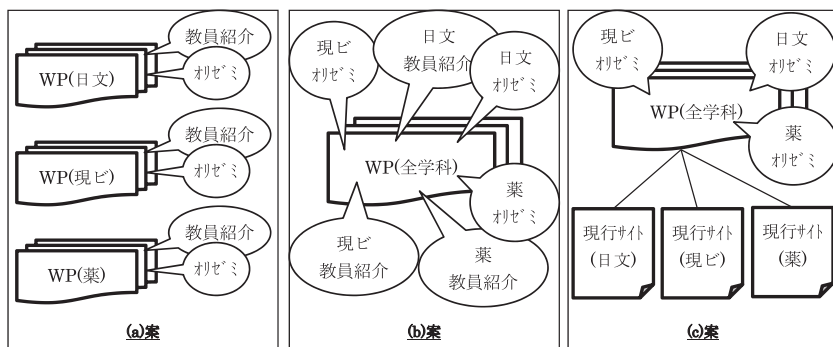 教員紹介
WP(日文)
ｵﾘｾﾞﾐ
教員紹介
WP(現ビ)
ｵﾘｾﾞﾐ
教員紹介
WP(薬)
ｵﾘｾﾞﾐ
(a)案
現ビ
ｵﾘｾﾞﾐ
日文
教員紹介
日文
ｵﾘｾﾞﾐ
WP(全学科)
薬
ｵﾘｾﾞﾐ
現ビ
教員紹介
薬
教員紹介
(b)案
現ビ
ｵﾘｾﾞﾐ
日文
ｵﾘｾﾞﾐ
WP(全学科)
薬
ｵﾘｾﾞﾐ
現行ｻｲﾄ
(日文)
現行ｻｲﾄ
(現ビ)
現行ｻｲﾄ
(薬)
(c)案